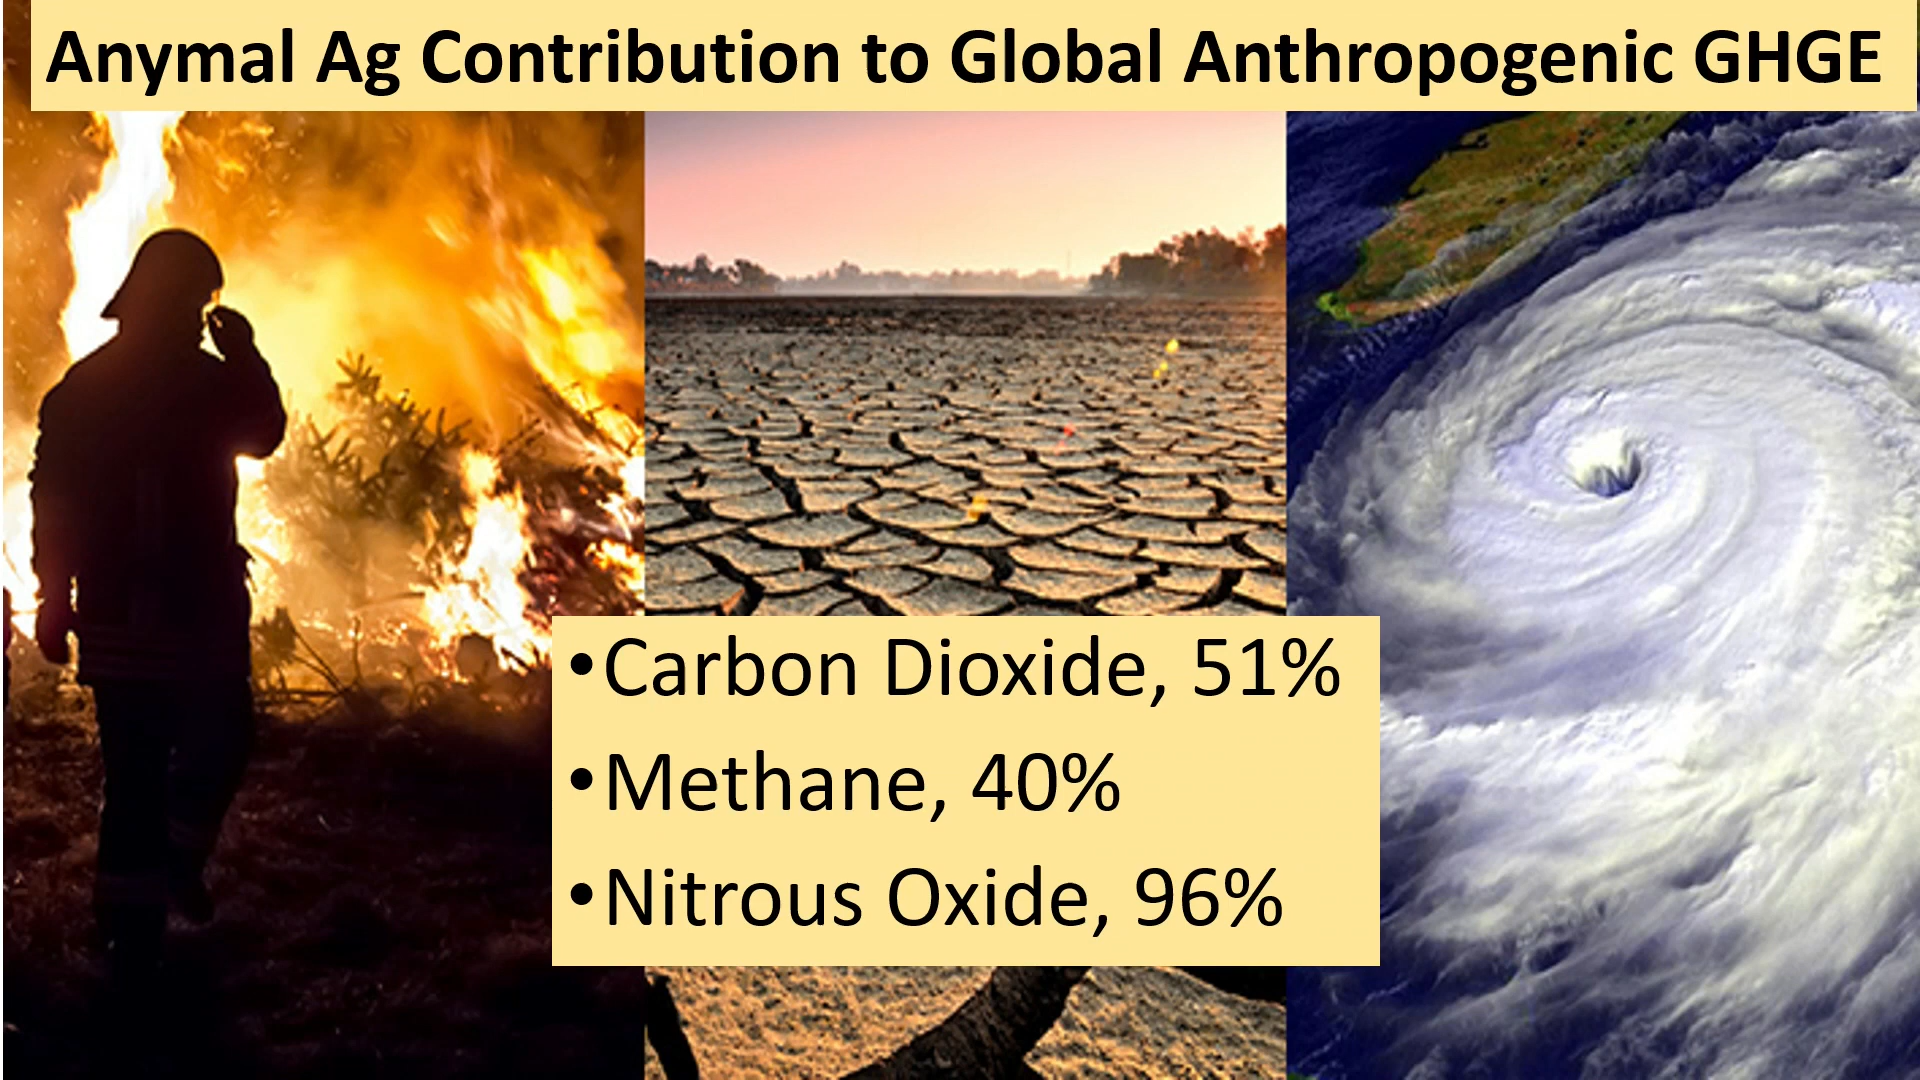 Anymal Ag Contribution to Global Anthropogenic GHGE
•Carbon Dioxide, 51%
•Methane, 40%
•Nitrous Oxide, 96%